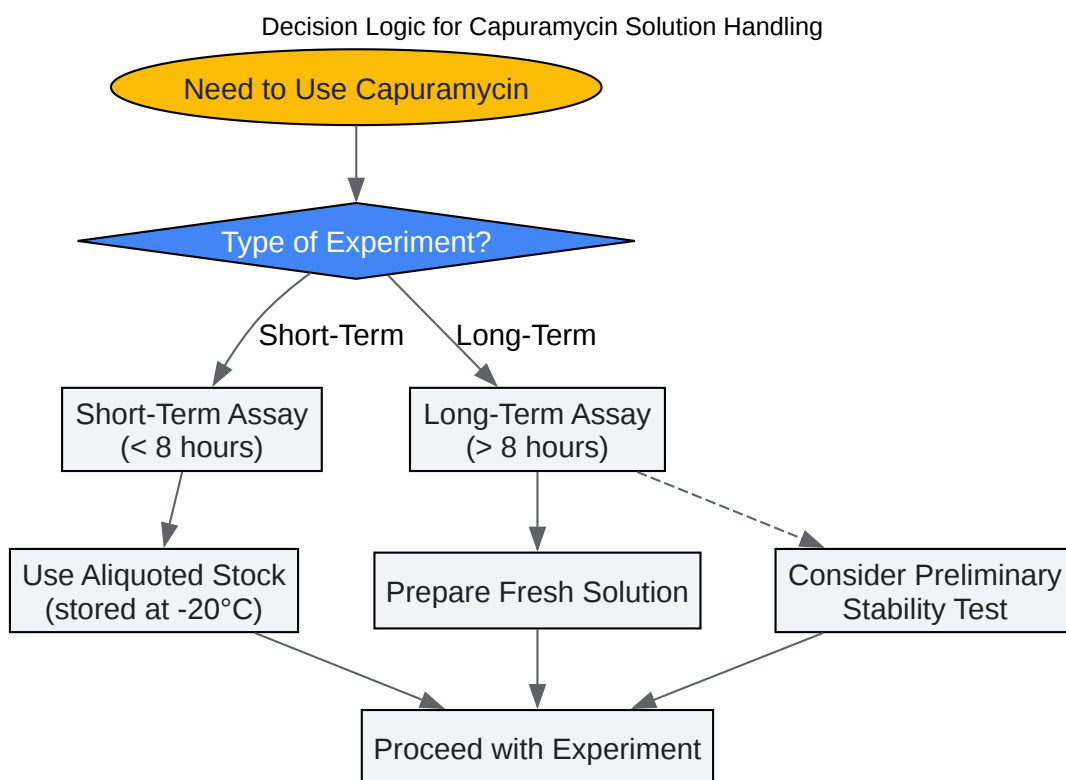 Decision Logic for Capuramycin Solution Handling
Need to Use Capuramycin
Type of Experiment?
Short-Term
Long-Term
Short-Term Assay
(< 8 hours)
Long-Term Assay
(> 8 hours)
Use Aliquoted Stock
(stored at -20°C)
Prepare Fresh Solution
Consider Preliminary
Stability Test
Proceed with Experiment